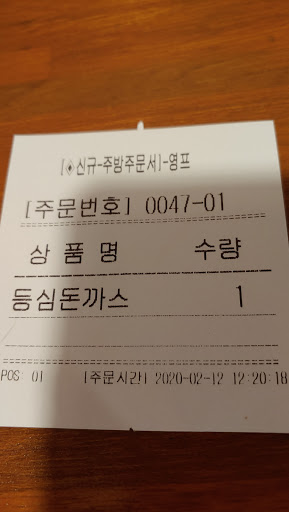 [◈신규-주방주문서]-영프
[주문번호] 0047-01
상 품 명 수량
등심돈까스 1
POS: 01 [주문시간] 2020-02-12 12:20:18